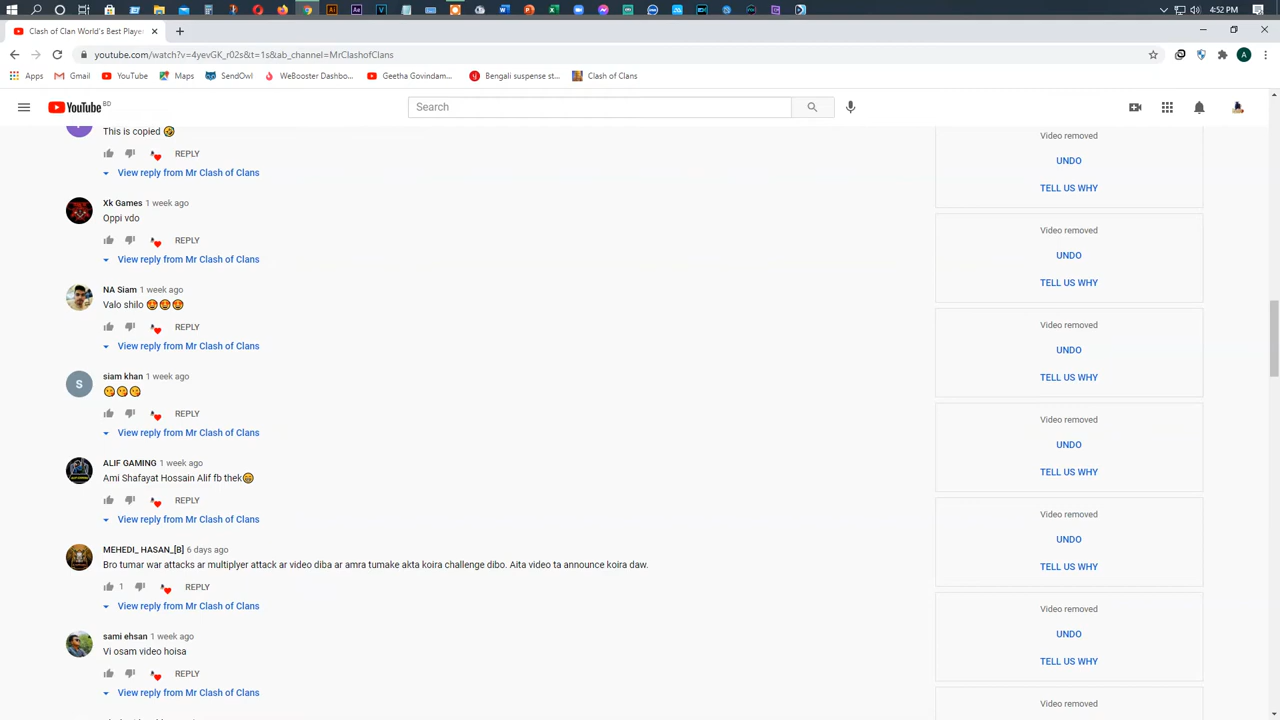 4:52 PM
Clash of Clan World's Best Player
youtube.com/watch?v=4yevGK_r02s&t=1s&ab_channel=MrClashofClans
A
Apps Gmail YouTube Maps SendOwl WeBooster Dashbo... Geetha Govindam... Bengali suspense st... Clash of Clans
YouTube BD
Search
This is copied
REPLY
View reply from Mr Clash of Clans
Xk Games 1 week ago
Oppi vdo
REPLY
View reply from Mr Clash of Clans
NA Siam 1 week ago
Valo shilo
REPLY
View reply from Mr Clash of Clans
S
siam khan 1 week ago
REPLY
View reply from Mr Clash of Clans
ALIF GAMING 1 week ago
Ami Shafayat Hossain Alif fb thek
REPLY
View reply from Mr Clash of Clans
MEHEDI_ HASAN_[B] 6 days ago
Bro tumar war attacks ar multiplyer attack ar video diba ar amra tumake akta koira challenge dibo. Aita video ta announce koira daw.
1 REPLY
View reply from Mr Clash of Clans
sami ehsan 1 week ago
Vi osam video hoisa
REPLY
View reply from Mr Clash of Clans
Video removed
UNDO
TELL US WHY
Video removed
UNDO
TELL US WHY
Video removed
UNDO
TELL US WHY
Video removed
UNDO
TELL US WHY
Video removed
UNDO
TELL US WHY
Video removed
UNDO
TELL US WHY
Video removed